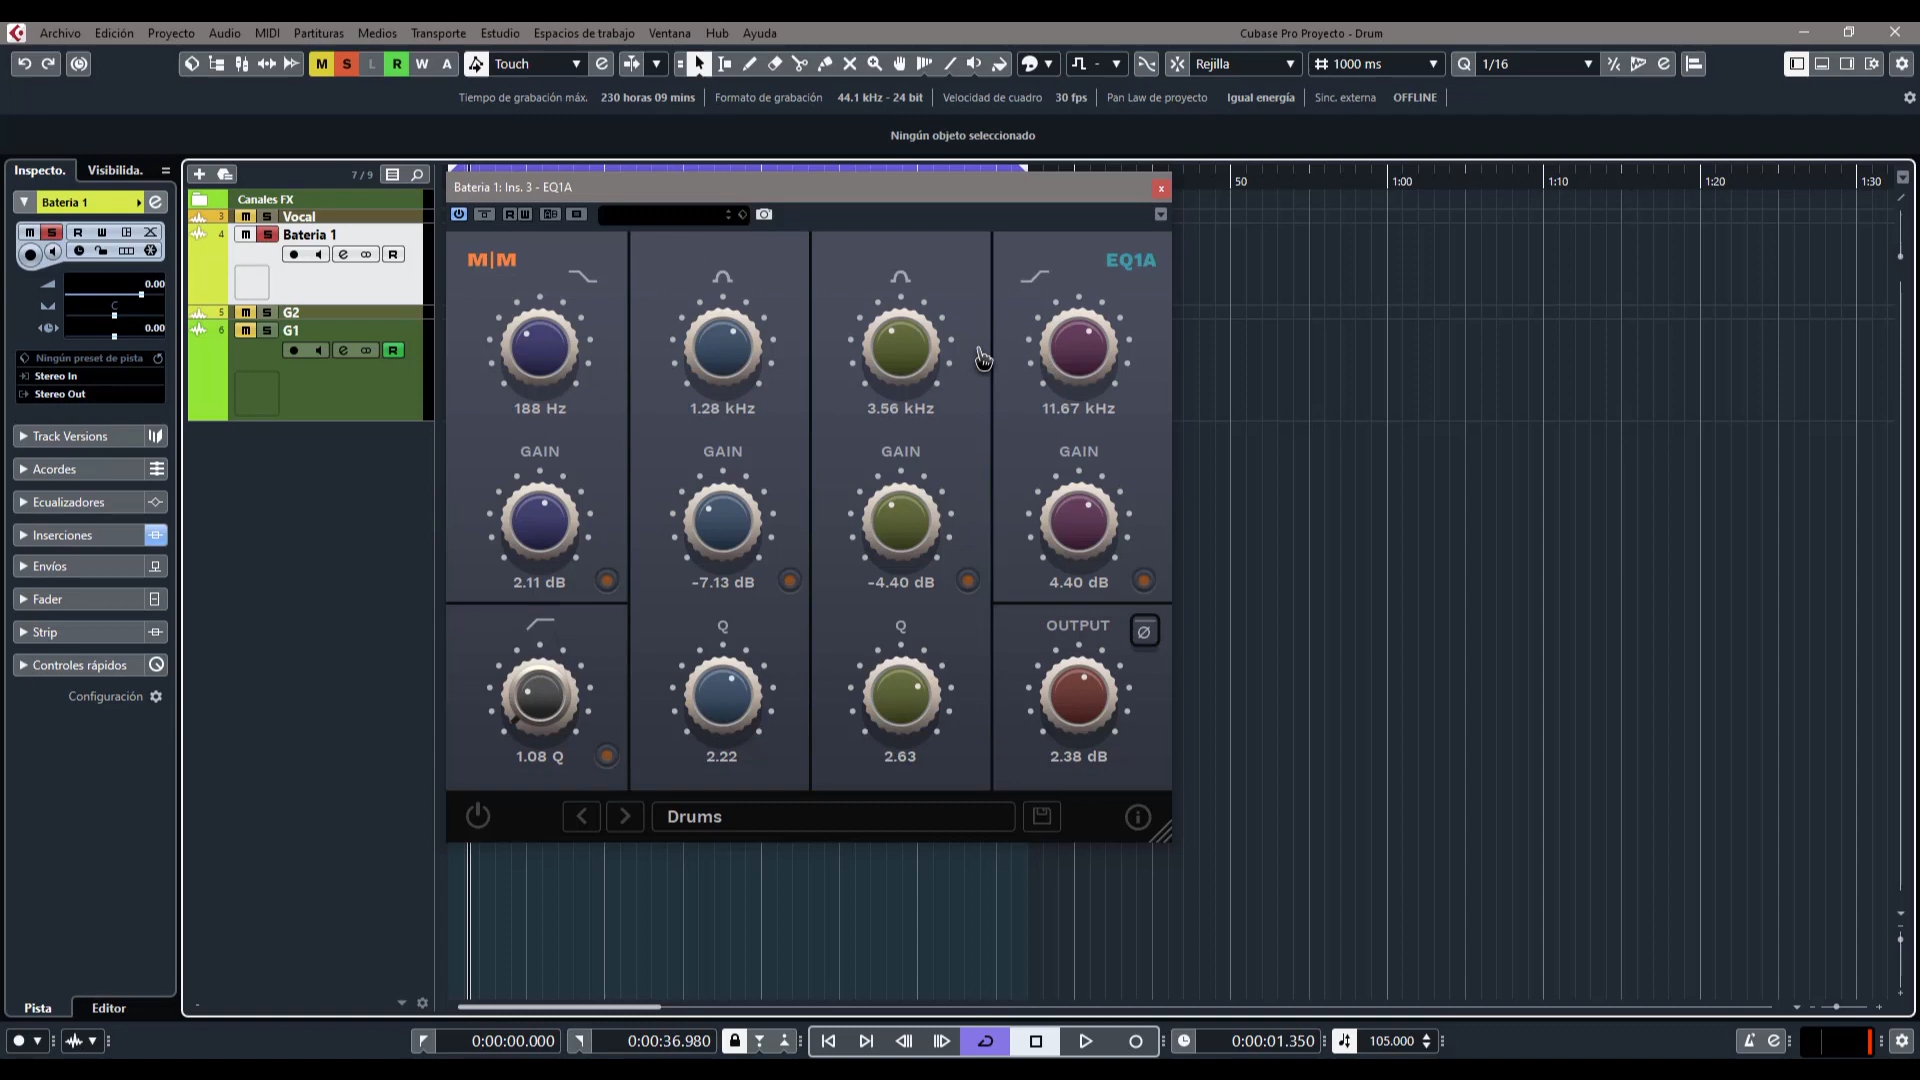 Archivo Edición Proyecto Audio MIDI Partituras Medios Transporte Estudio Espacios de trabajo Ventana Hub Ayuda
Cubase Pro Proyecto - Drum
M S L R W A Touch
Rejilla
1000 ms
Q 1/16
Tiempo de grabación máx. 230 horas 09 mins
Formato de grabación 44.1 kHz - 24 bit
Velocidad de cuadro 30 fps
Pan Law de proyecto Igual energía
Sinc. externa OFFLINE
Ningún objeto seleccionado
Inspecto. Visibilida.
Bateria 1
M S R W
0.00
C
0.00
Ningún preset de pista
Stereo In
Stereo Out
Track Versions
Acordes
Ecualizadores
Inserciones
Envíos
Fader
Strip
Controles rápidos
Configuración
Pista Editor
7 / 9
Canales FX
3 M S Vocal
4 M S Bateria 1
R
5 M S G2
6 M S G1
R
50 1:00 1:10 1:20 1:30
Bateria 1: Ins. 3 - EQ1A
R W
M|M
EQ1A
188 Hz 1.28 kHz 3.56 kHz 11.67 kHz
GAIN GAIN GAIN GAIN
2.11 dB -7.13 dB -4.40 dB 4.40 dB
Q Q OUTPUT
1.08 Q 2.22 2.63 2.38 dB
Drums
0:00:00.000
0:00:36.980
0:00:01.350
105.000